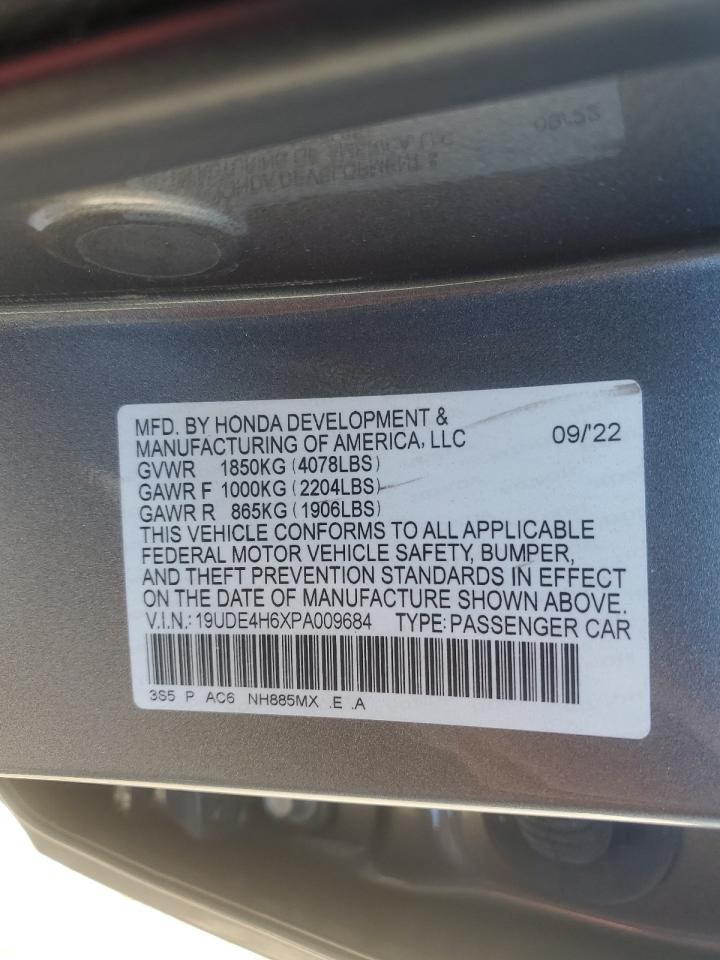 MFD. BY HONDA DEVELOPMENT &
MANUFACTURING OF AMERICA, LLC 09/'22
GVWR 1850KG (4078LBS)
GAWR F 1000KG (2204LBS)
GAWR R 865KG (1906LBS)
THIS VEHICLE CONFORMS TO ALL APPLICABLE
FEDERAL MOTOR VEHICLE SAFETY, BUMPER,
AND THEFT PREVENTION STANDARDS IN EFFECT
ON THE DATE OF MANUFACTURE SHOWN ABOVE.
V.I.N.: 19UDE4H6XPA009684 TYPE: PASSENGER CAR
3S5 P AC6 NH885MX .E .A